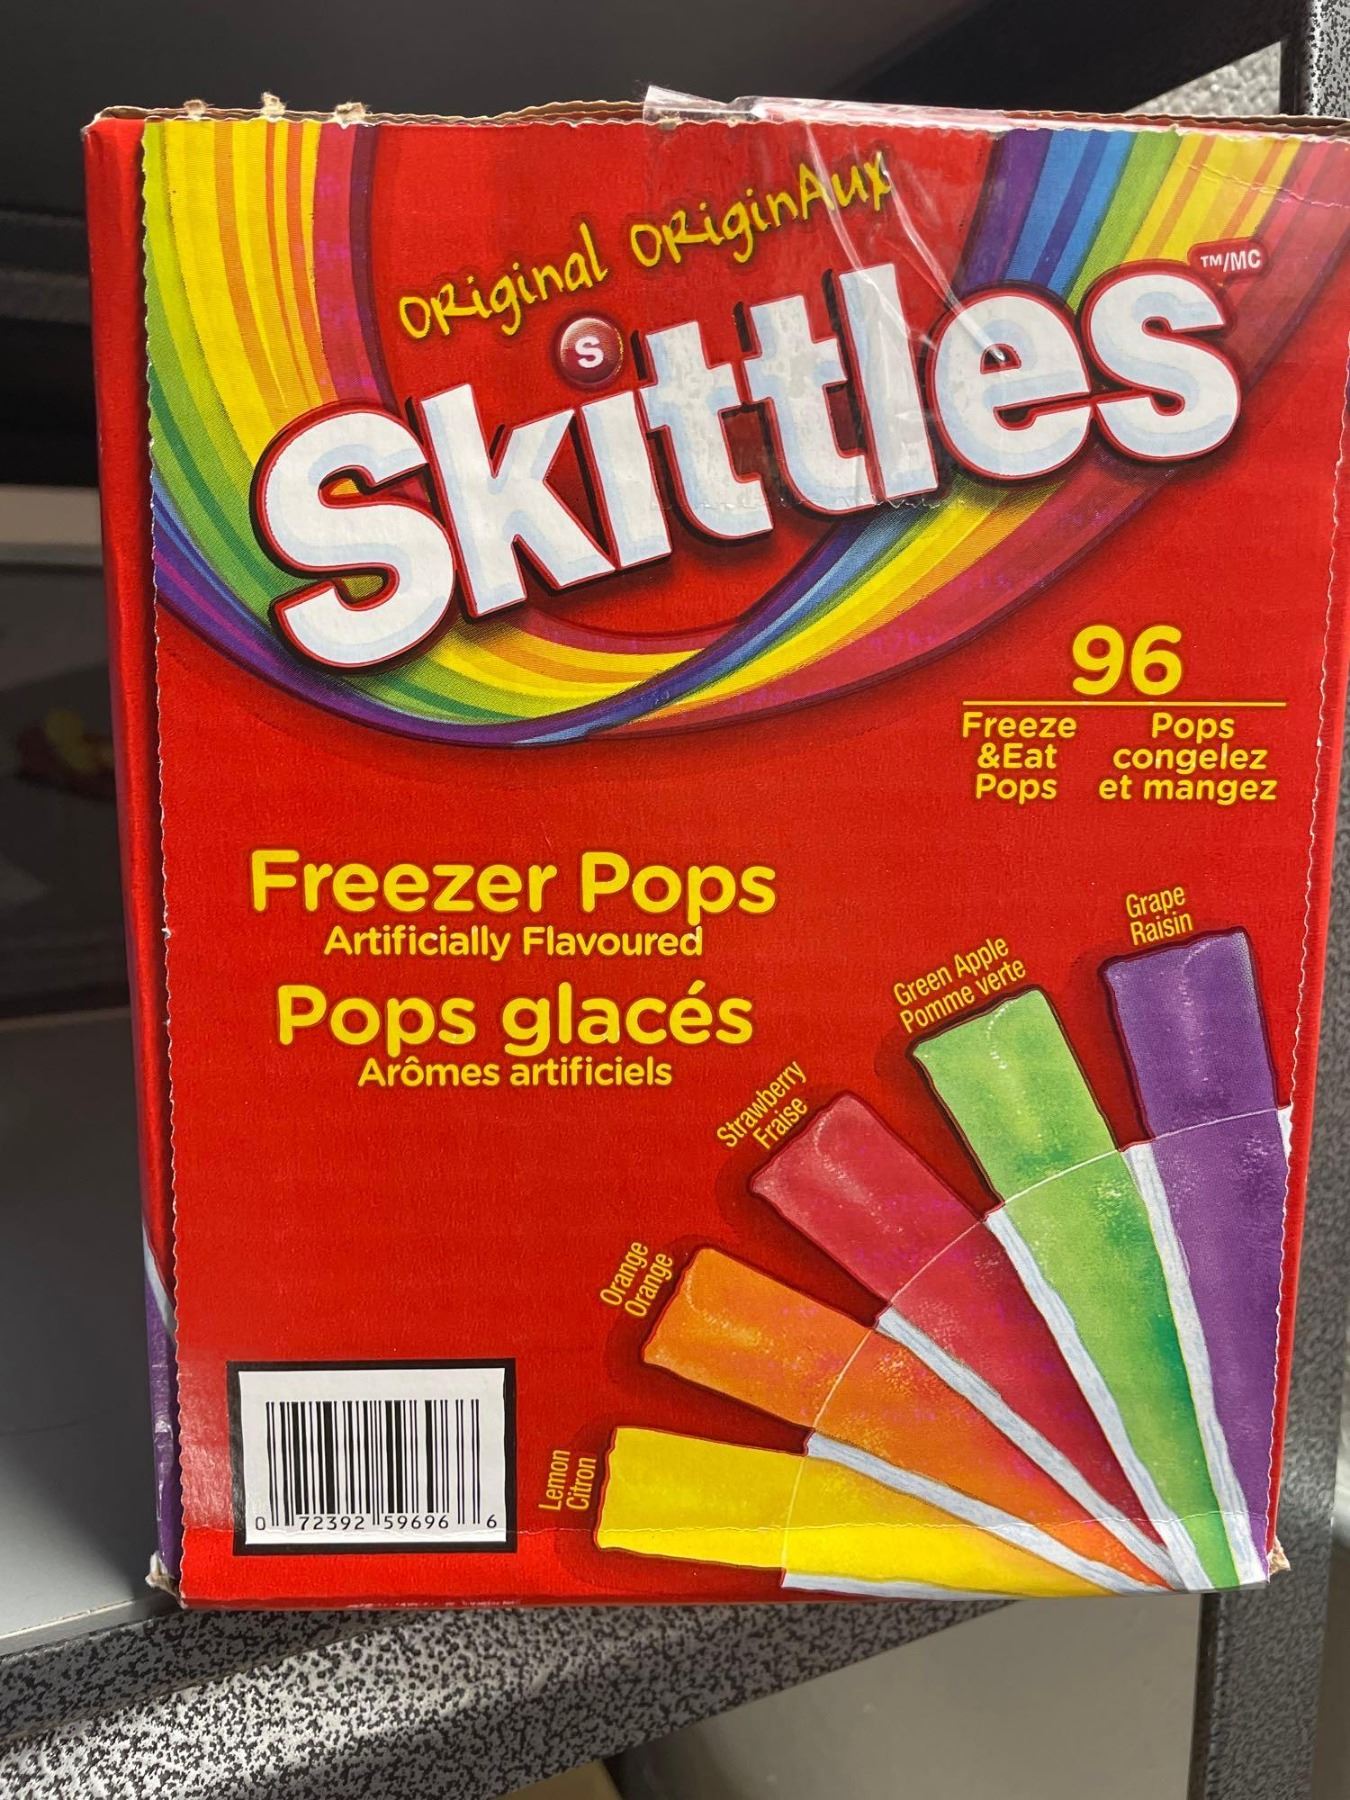 Original Originaux
S
Skittles TM/MC
96
Freeze
&Eat
Pops
Pops
congelez
et mangez
Freezer Pops
Artificially Flavoured
Pops glacés
Arômes artificiels
Grape
Raisin
Green Apple
Pomme verte
Strawberry
Fraise
Orange
Orange
Lemon
Citron
0 72392 59696 6